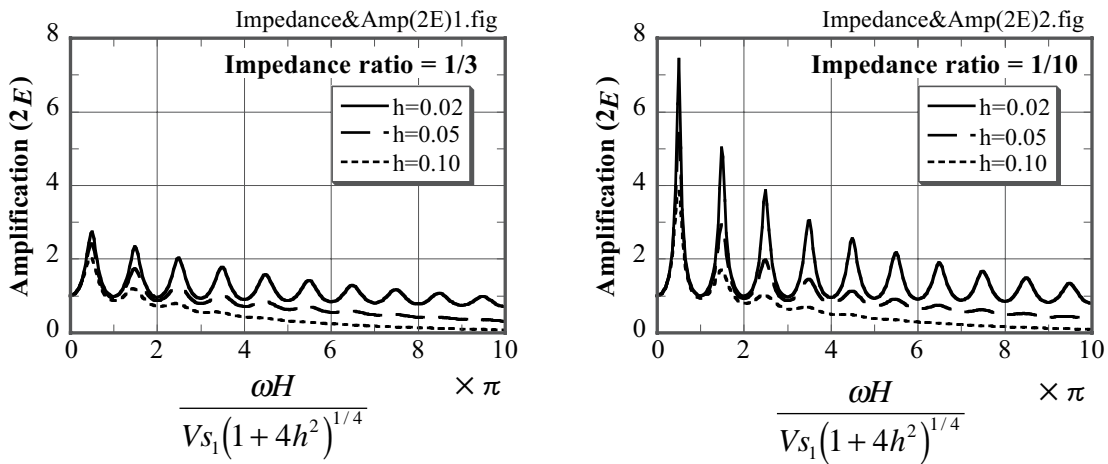 Impedance&Amp(2E)1.fig
Impedance ratio = 1/3
h=0.02
h=0.05
h=0.10
Amplification (2E)
8
6
4
2
0
0 2 4 6 8 10
× π
ωH
Vs₁(1 + 4h²)^1/4
Impedance&Amp(2E)2.fig
Impedance ratio = 1/10
h=0.02
h=0.05
h=0.10
Amplification (2E)
8
6
4
2
0
0 2 4 6 8 10
× π
ωH
Vs₁(1 + 4h²)^1/4